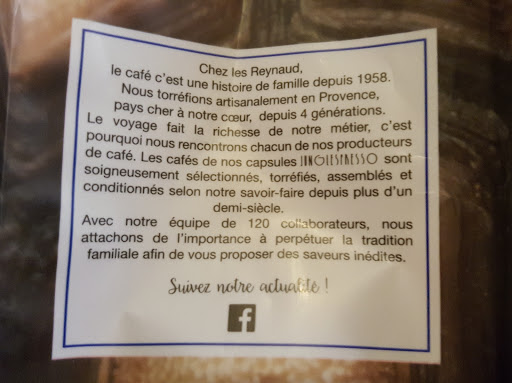 Chez les Reynaud,
le café c'est une histoire de famille depuis 1958.
Nous torréfions artisanalement en Provence,
pays cher à notre cœur, depuis 4 générations.
Le voyage fait la richesse de notre métier, c'est
pourquoi nous rencontrons chacun de nos producteurs
de café. Les cafés de nos capsules JUNGLESPRESSO sont
soigneusement sélectionnés, torréfiés, assemblés et
conditionnés selon notre savoir-faire depuis plus d'un
demi-siècle.
Avec notre équipe de 120 collaborateurs, nous
attachons de l'importance à perpétuer la tradition
familiale afin de vous proposer des saveurs inédites.
Suivez notre actualité !
f